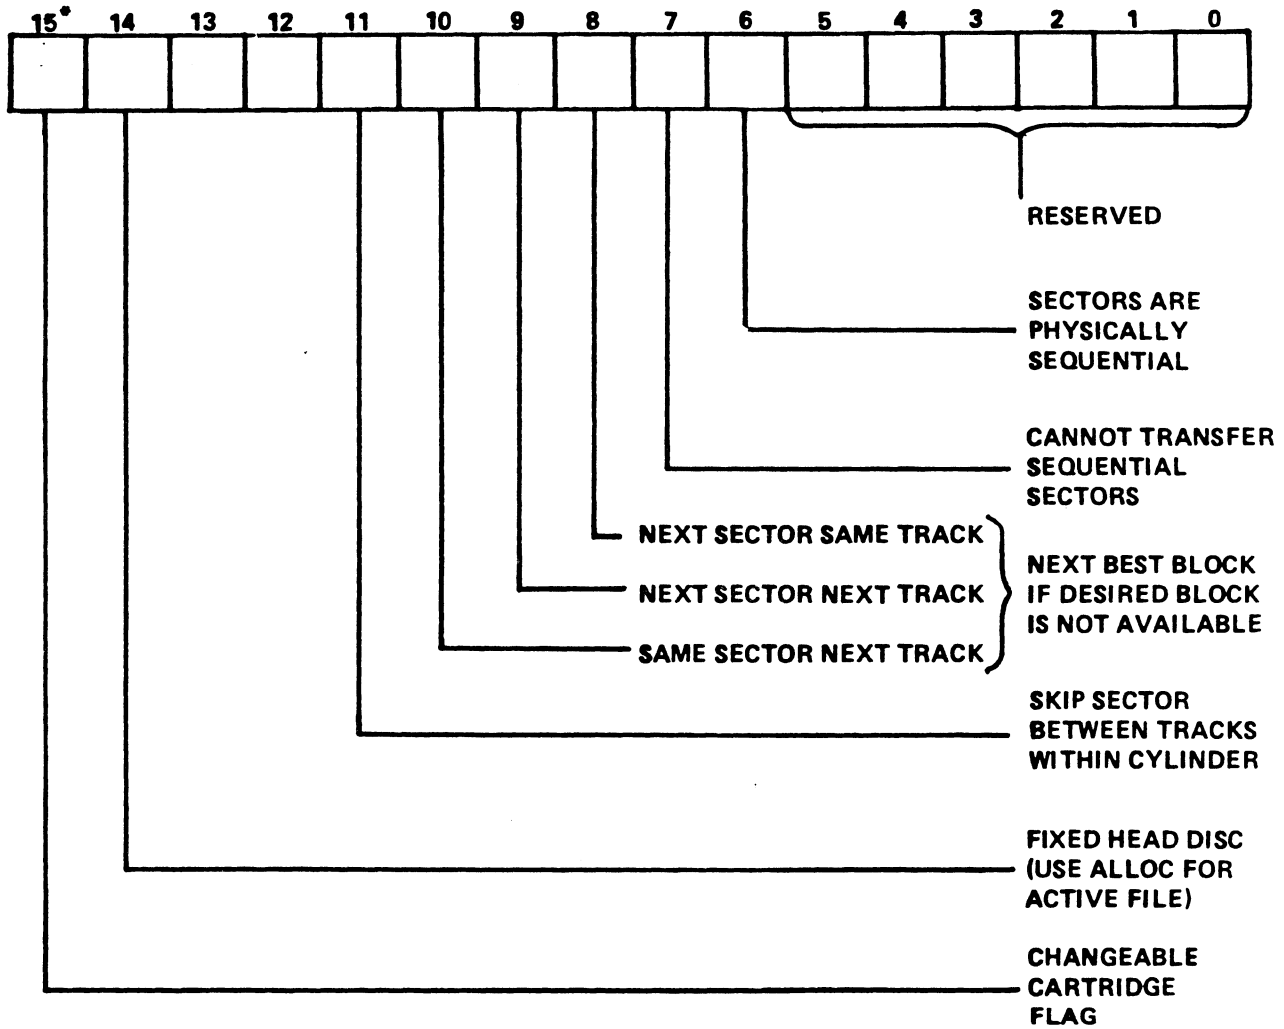 15* 14 13 12 11 10 9 8 7 6 5 4 3 2 1 0
RESERVED
SECTORS ARE
PHYSICALLY
SEQUENTIAL
CANNOT TRANSFER
SEQUENTIAL
SECTORS
NEXT SECTOR SAME TRACK
NEXT SECTOR NEXT TRACK
SAME SECTOR NEXT TRACK
NEXT BEST BLOCK
IF DESIRED BLOCK
IS NOT AVAILABLE
SKIP SECTOR
BETWEEN TRACKS
WITHIN CYLINDER
FIXED HEAD DISC
(USE ALLOC FOR
ACTIVE FILE)
CHANGEABLE
CARTRIDGE
FLAG